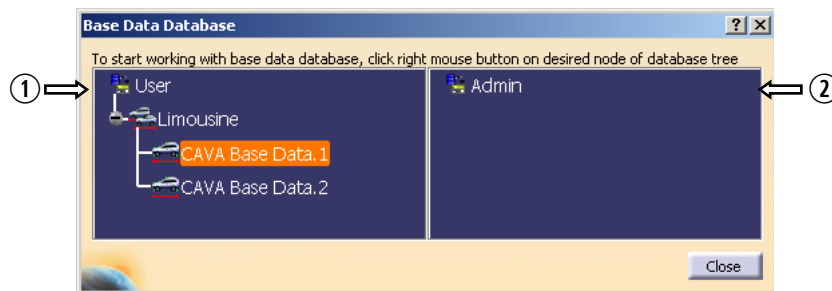 Base Data Database
To start working with base data database, click right mouse button on desired node of database tree
1
User
Admin
2
Limousine
CAVA Base Data.1
CAVA Base Data.2
Close